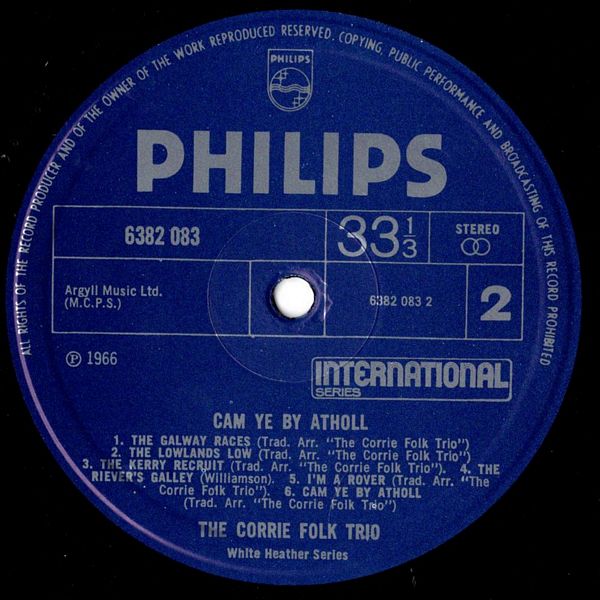 ALL RIGHTS OF THE RECORD PRODUCER AND OF THE OWNER OF THE WORK REPRODUCED RESERVED. COPYING, PUBLIC PERFORMANCE AND BROADCASTING OF THIS RECORD PROHIBITED
PHILIPS
PHILIPS
6382 083
33 1/3
STEREO
Argyll Music Ltd.
(M.C.P.S.)
6382 083 2
2
℗ 1966
INTERNATIONAL
SERIES
CAM YE BY ATHOLL
1. THE GALWAY RACES (Trad. Arr. "The Corrie Folk Trio")
2. THE LOWLANDS LOW (Trad. Arr. "The Corrie Folk Trio")
3. THE KERRY RECRUIT (Trad. Arr. "The Corrie Folk Trio"). 4. THE
RIEVER'S GALLEY (Williamson). 5. I'M A ROVER (Trad. Arr. "The
Corrie Folk Trio"). 6. CAM YE BY ATHOLL
(Trad. Arr. "The Corrie Folk Trio")
THE CORRIE FOLK TRIO
White Heather Series